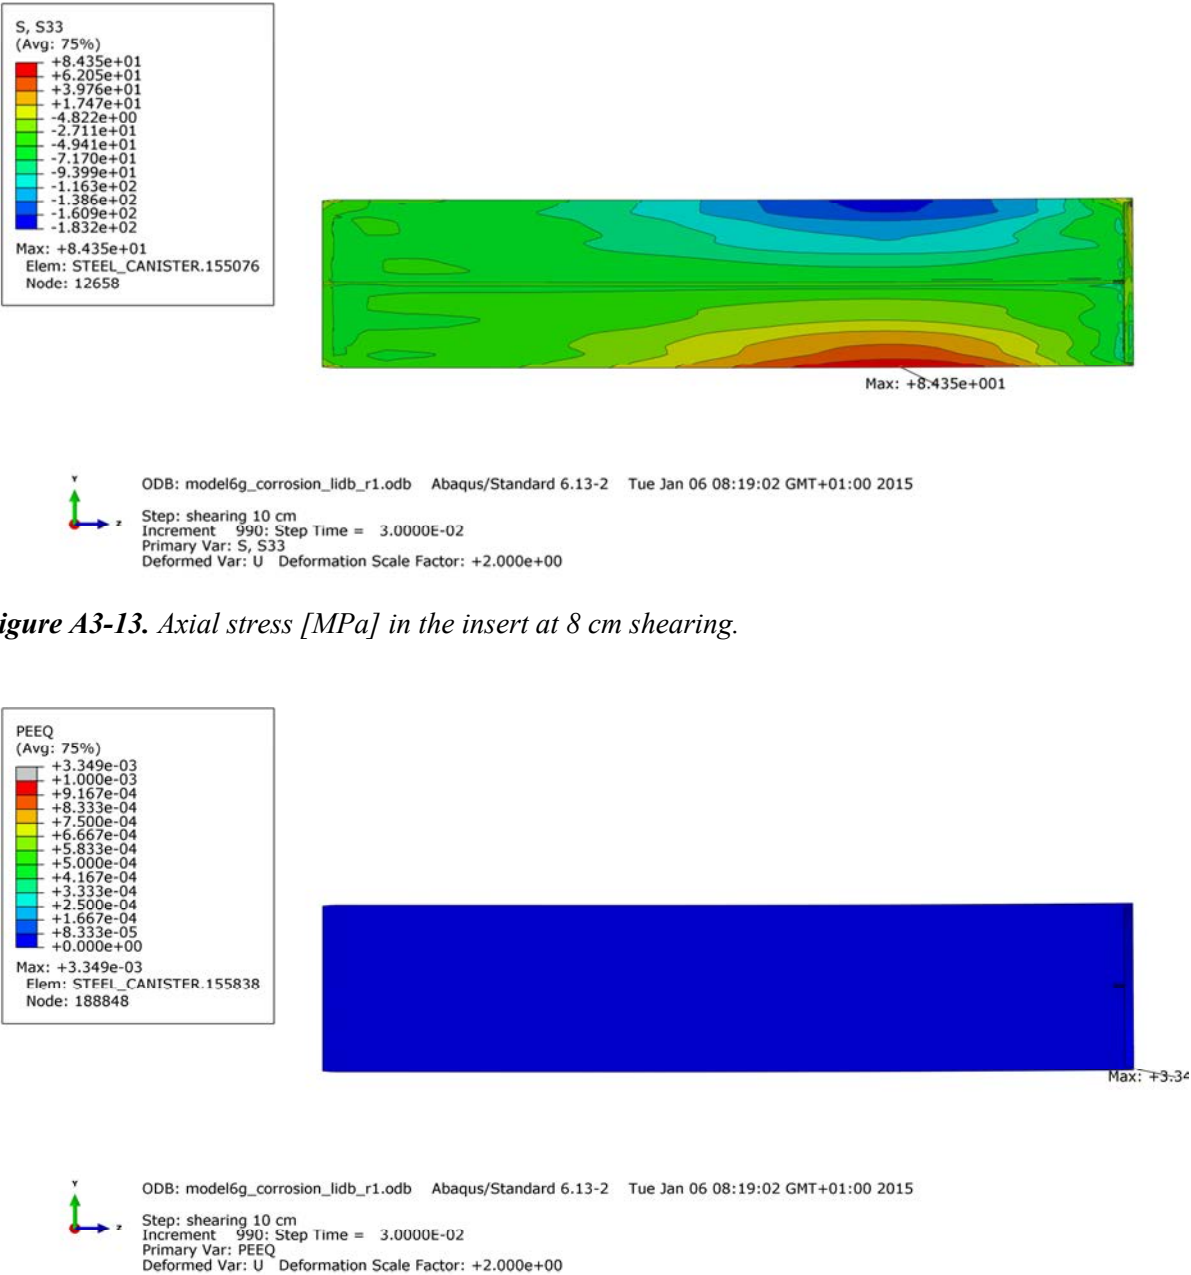 S, S33
(Avg: 75%)
+8.435e+01
+6.205e+01
+3.976e+01
+1.747e+01
-4.822e+00
-2.711e+01
-4.941e+01
-7.170e+01
-9.399e+01
-1.163e+02
-1.386e+02
-1.609e+02
-1.832e+02
Max: +8.435e+01
Elem: STEEL_CANISTER.155076
Node: 12658
Max: +8.435e+001
Y
Z
ODB: model6g_corrosion_lidb_r1.odb Abaqus/Standard 6.13-2 Tue Jan 06 08:19:02 GMT+01:00 2015
Step: shearing 10 cm
Increment 990: Step Time = 3.0000E-02
Primary Var: S, S33
Deformed Var: U Deformation Scale Factor: +2.000e+00
igure A3-13. Axial stress [MPa] in the insert at 8 cm shearing.
PEEQ
(Avg: 75%)
+3.349e-03
+1.000e-03
+9.167e-04
+8.333e-04
+7.500e-04
+6.667e-04
+5.833e-04
+5.000e-04
+4.167e-04
+3.333e-04
+2.500e-04
+1.667e-04
+8.333e-05
+0.000e+00
Max: +3.349e-03
Elem: STEEL_CANISTER.155838
Node: 188848
Max: +3.34
Y
Z
ODB: model6g_corrosion_lidb_r1.odb Abaqus/Standard 6.13-2 Tue Jan 06 08:19:02 GMT+01:00 2015
Step: shearing 10 cm
Increment 990: Step Time = 3.0000E-02
Primary Var: PEEQ
Deformed Var: U Deformation Scale Factor: +2.000e+00